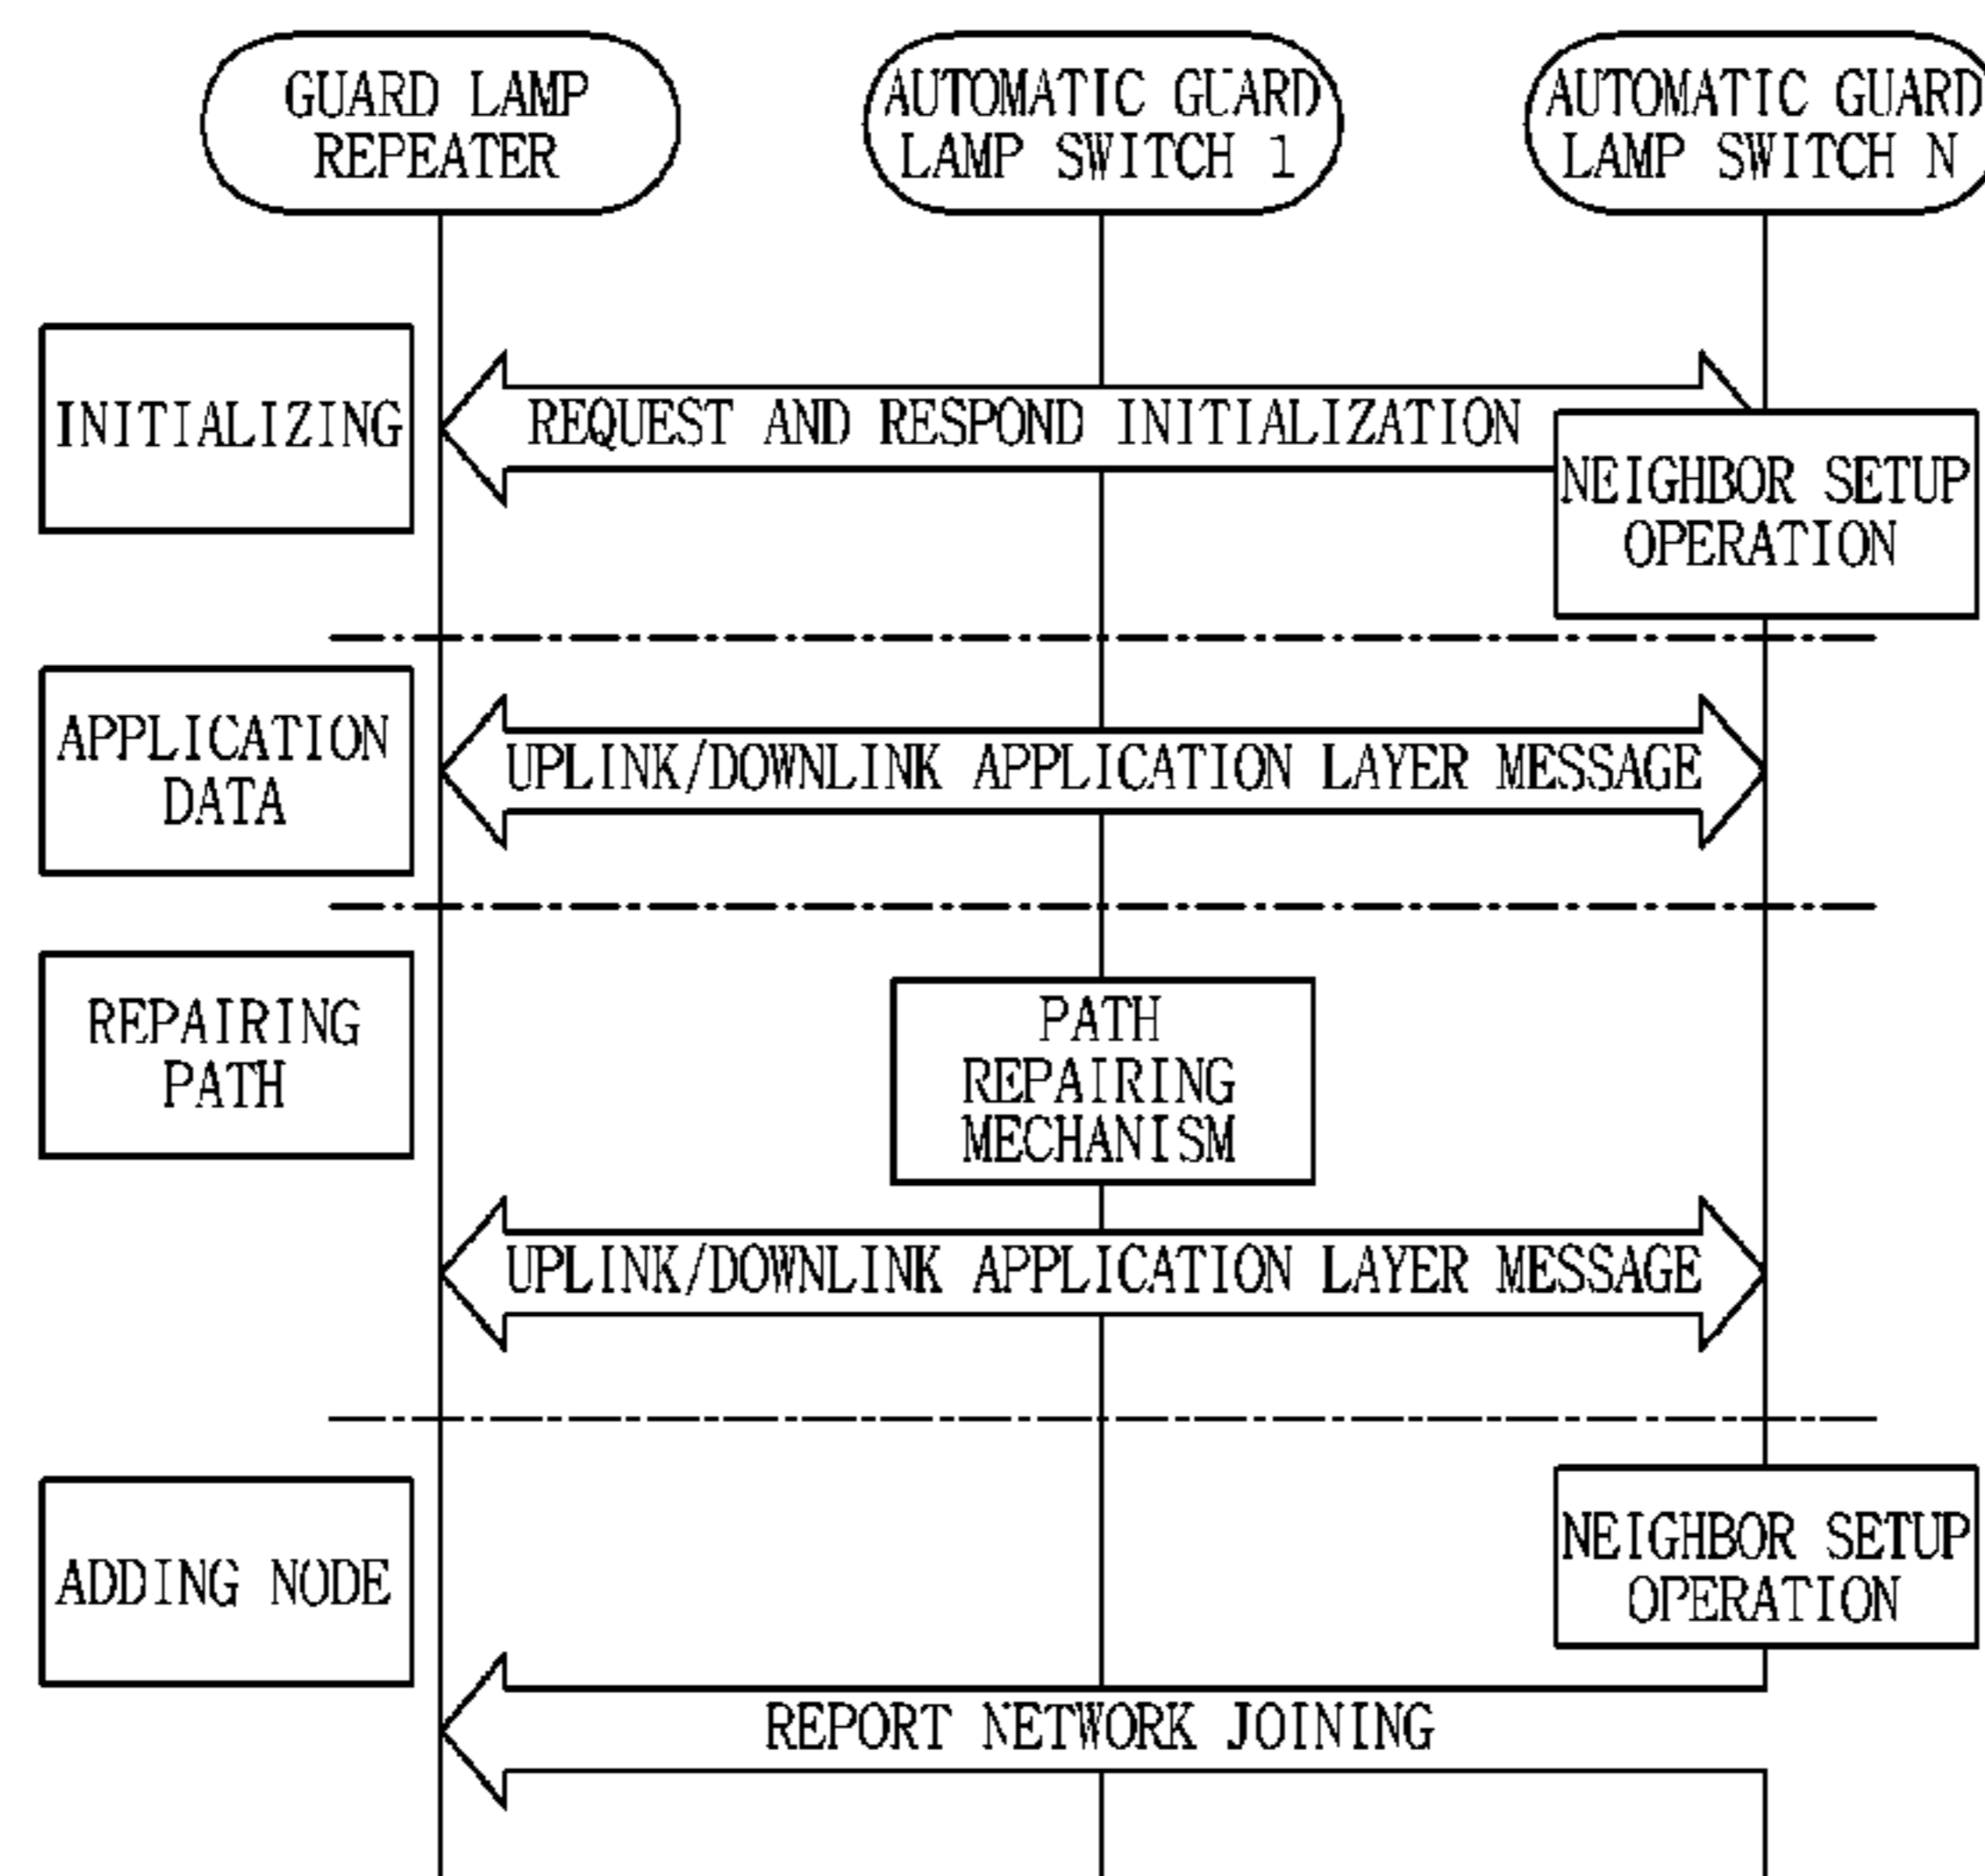 GUARD LAMP
REPEATER
AUTOMATIC GUARD
LAMP SWITCH 1
AUTOMATIC GUARD
LAMP SWITCH N
INITIALIZING
REQUEST AND RESPOND INITIALIZATION
NEIGHBOR SETUP
OPERATION
APPLICATION
DATA
UPLINK/DOWNLINK APPLICATION LAYER MESSAGE
REPAIRING
PATH
PATH
REPAIRING
MECHANISM
UPLINK/DOWNLINK APPLICATION LAYER MESSAGE
ADDING NODE
NEIGHBOR SETUP
OPERATION
REPORT NETWORK JOINING